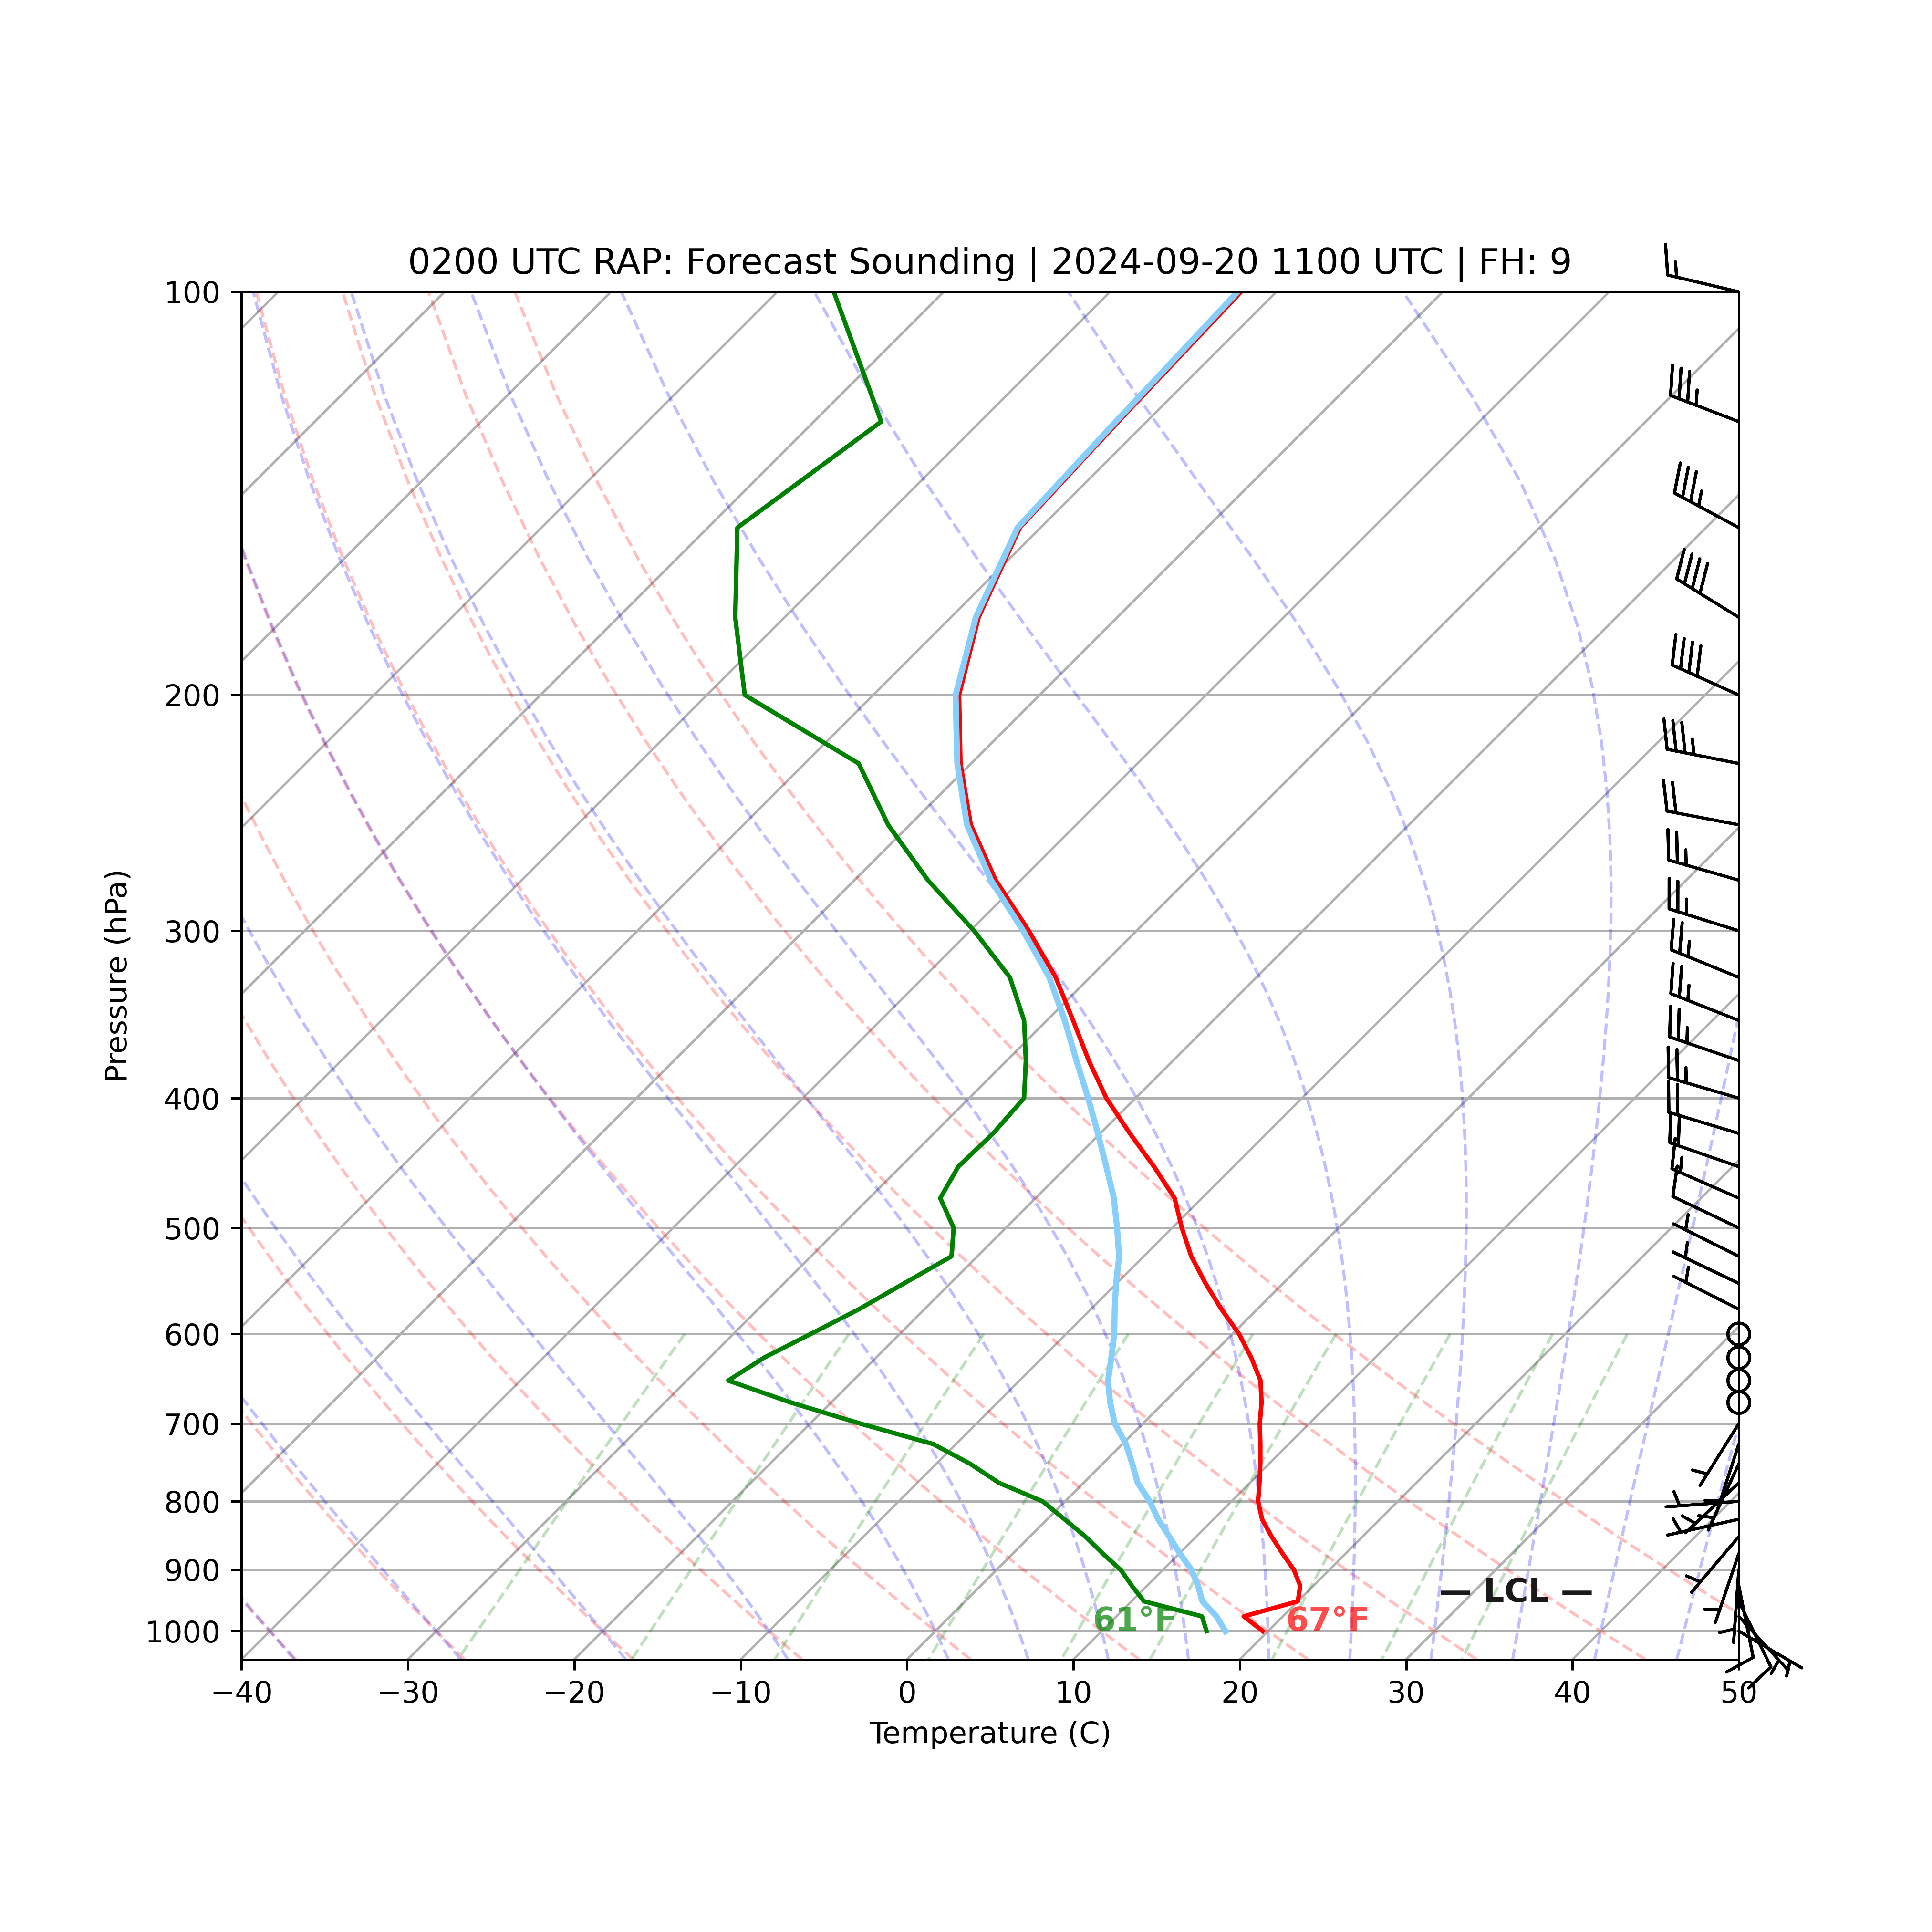 0200 UTC RAP: Forecast Sounding | 2024-09-20 1100 UTC | FH: 9
100
200
300
400
500
600
700
800
900
1000
Pressure (hPa)
— LCL —
61°F
67°F
−40 −30 −20 −10 0 10 20 30 40 50
Temperature (C)